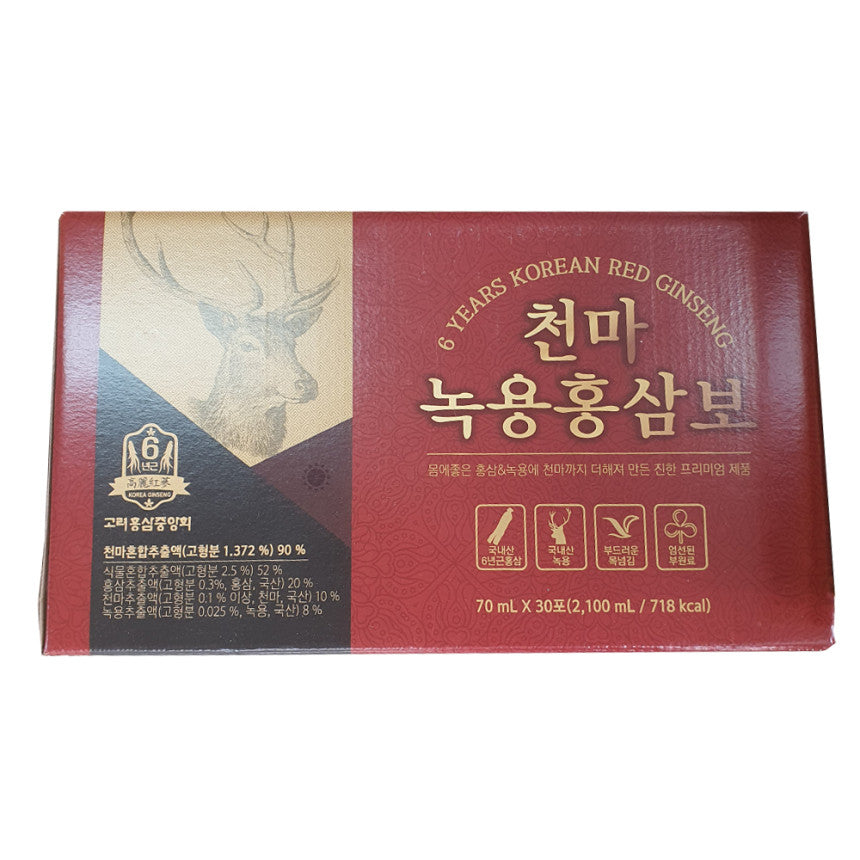 6 YEARS KOREAN RED GINSENG
천마
녹용홍삼보
몸에좋은 홍삼&녹용에 천마까지 더해져 만든 진한 프리미엄 제품
국내산
6년근홍삼
국내산
녹용
부드러운
목넘김
엄선된
부원료
70 mL X 30포(2,100 mL / 718 kcal)
6
년근
高麗紅蔘
KOREA GINSENG
고려홍삼중앙회
천마혼합추출액(고형분 1.372 %) 90 %
식물혼합추출액(고형분 2.5 %) 52 %
홍삼추출액(고형분 0.3%, 홍삼, 국산) 20 %
천마추출액(고형분 0.1 % 이상, 천마, 국산) 10 %
녹용추출액(고형분 0.025 %, 녹용, 국산) 8 %